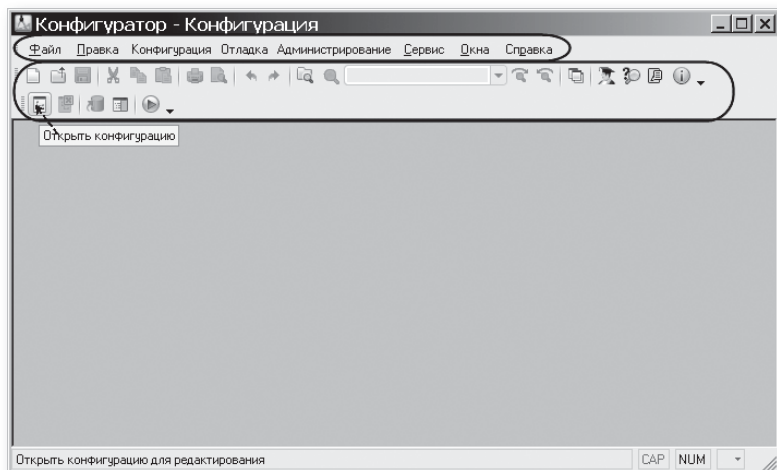 Конфигуратор - Конфигурация
Файл Правка Конфигурация Отладка Администрирование Сервис Окна Справка
Открыть конфигурацию
Открыть конфигурацию для редактирования CAP NUM